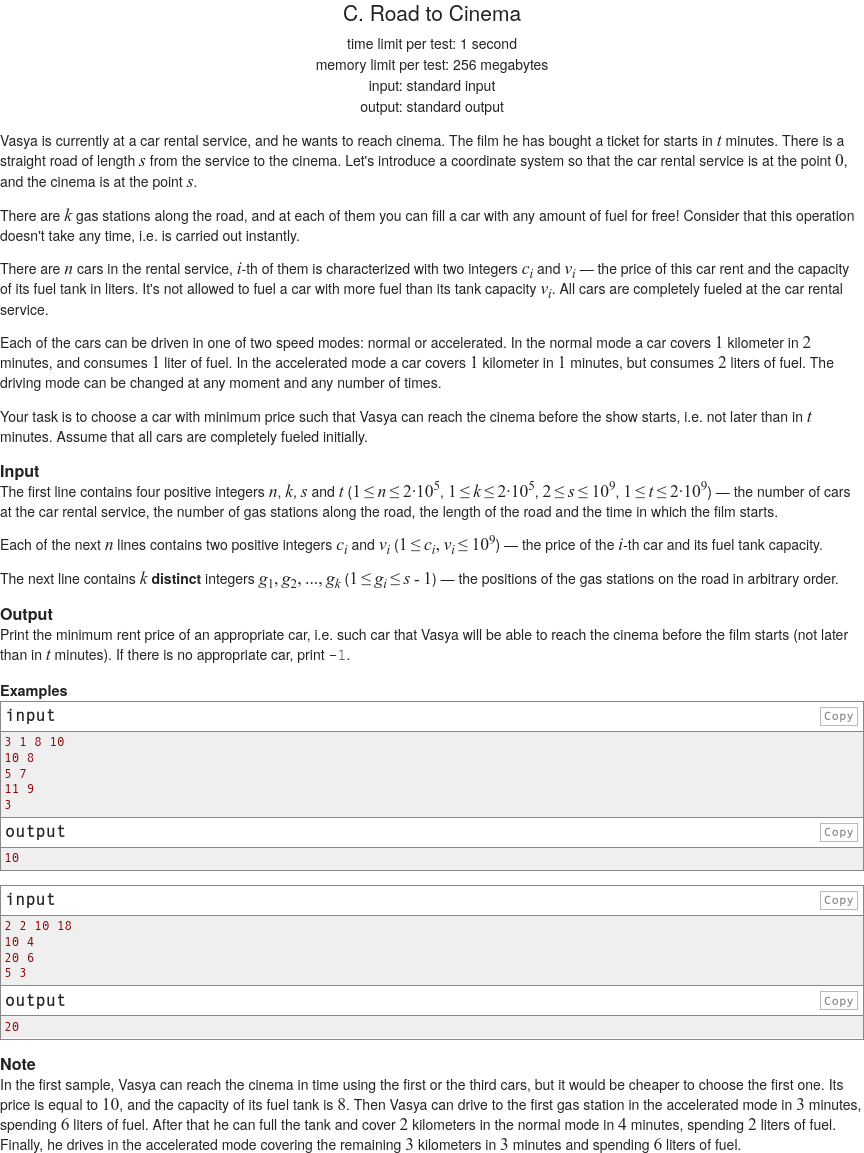 C. Road to Cinema
time limit per test: 1 second
memory limit per test: 256 megabytes
input: standard input
output: standard output
Vasya is currently at a car rental service, and he wants to reach cinema. The film he has bought a ticket for starts in t minutes. There is a
straight road of length s from the service to the cinema. Let's introduce a coordinate system so that the car rental service is at the point 0,
and the cinema is at the point s.
There are k gas stations along the road, and at each of them you can fill a car with any amount of fuel for free! Consider that this operation
doesn't take any time, i.e. is carried out instantly.
There are n cars in the rental service, i-th of them is characterized with two integers c_i and v_i — the price of this car rent and the capacity
of its fuel tank in liters. It's not allowed to fuel a car with more fuel than its tank capacity v_i. All cars are completely fueled at the car rental
service.
Each of the cars can be driven in one of two speed modes: normal or accelerated. In the normal mode a car covers 1 kilometer in 2
minutes, and consumes 1 liter of fuel. In the accelerated mode a car covers 1 kilometer in 1 minutes, but consumes 2 liters of fuel. The
driving mode can be changed at any moment and any number of times.
Your task is to choose a car with minimum price such that Vasya can reach the cinema before the show starts, i.e. not later than in t
minutes. Assume that all cars are completely fueled initially.
Input
The first line contains four positive integers n, k, s and t (1 ≤ n ≤ 2·10^5, 1 ≤ k ≤ 2·10^5, 2 ≤ s ≤ 10^9, 1 ≤ t ≤ 2·10^9) — the number of cars
at the car rental service, the number of gas stations along the road, the length of the road and the time in which the film starts.
Each of the next n lines contains two positive integers c_i and v_i (1 ≤ c_i, v_i ≤ 10^9) — the price of the i-th car and its fuel tank capacity.
The next line contains k distinct integers g_1, g_2, ..., g_k (1 ≤ g_i ≤ s - 1) — the positions of the gas stations on the road in arbitrary order.
Output
Print the minimum rent price of an appropriate car, i.e. such car that Vasya will be able to reach the cinema before the film starts (not later
than in t minutes). If there is no appropriate car, print -1.
Examples
input Copy
3 1 8 10
10 8
5 7
11 9
3
output Copy
10
input Copy
2 2 10 18
10 4
20 6
5 3
output Copy
20
Note
In the first sample, Vasya can reach the cinema in time using the first or the third cars, but it would be cheaper to choose the first one. Its
price is equal to 10, and the capacity of its fuel tank is 8. Then Vasya can drive to the first gas station in the accelerated mode in 3 minutes,
spending 6 liters of fuel. After that he can full the tank and cover 2 kilometers in the normal mode in 4 minutes, spending 2 liters of fuel.
Finally, he drives in the accelerated mode covering the remaining 3 kilometers in 3 minutes and spending 6 liters of fuel.